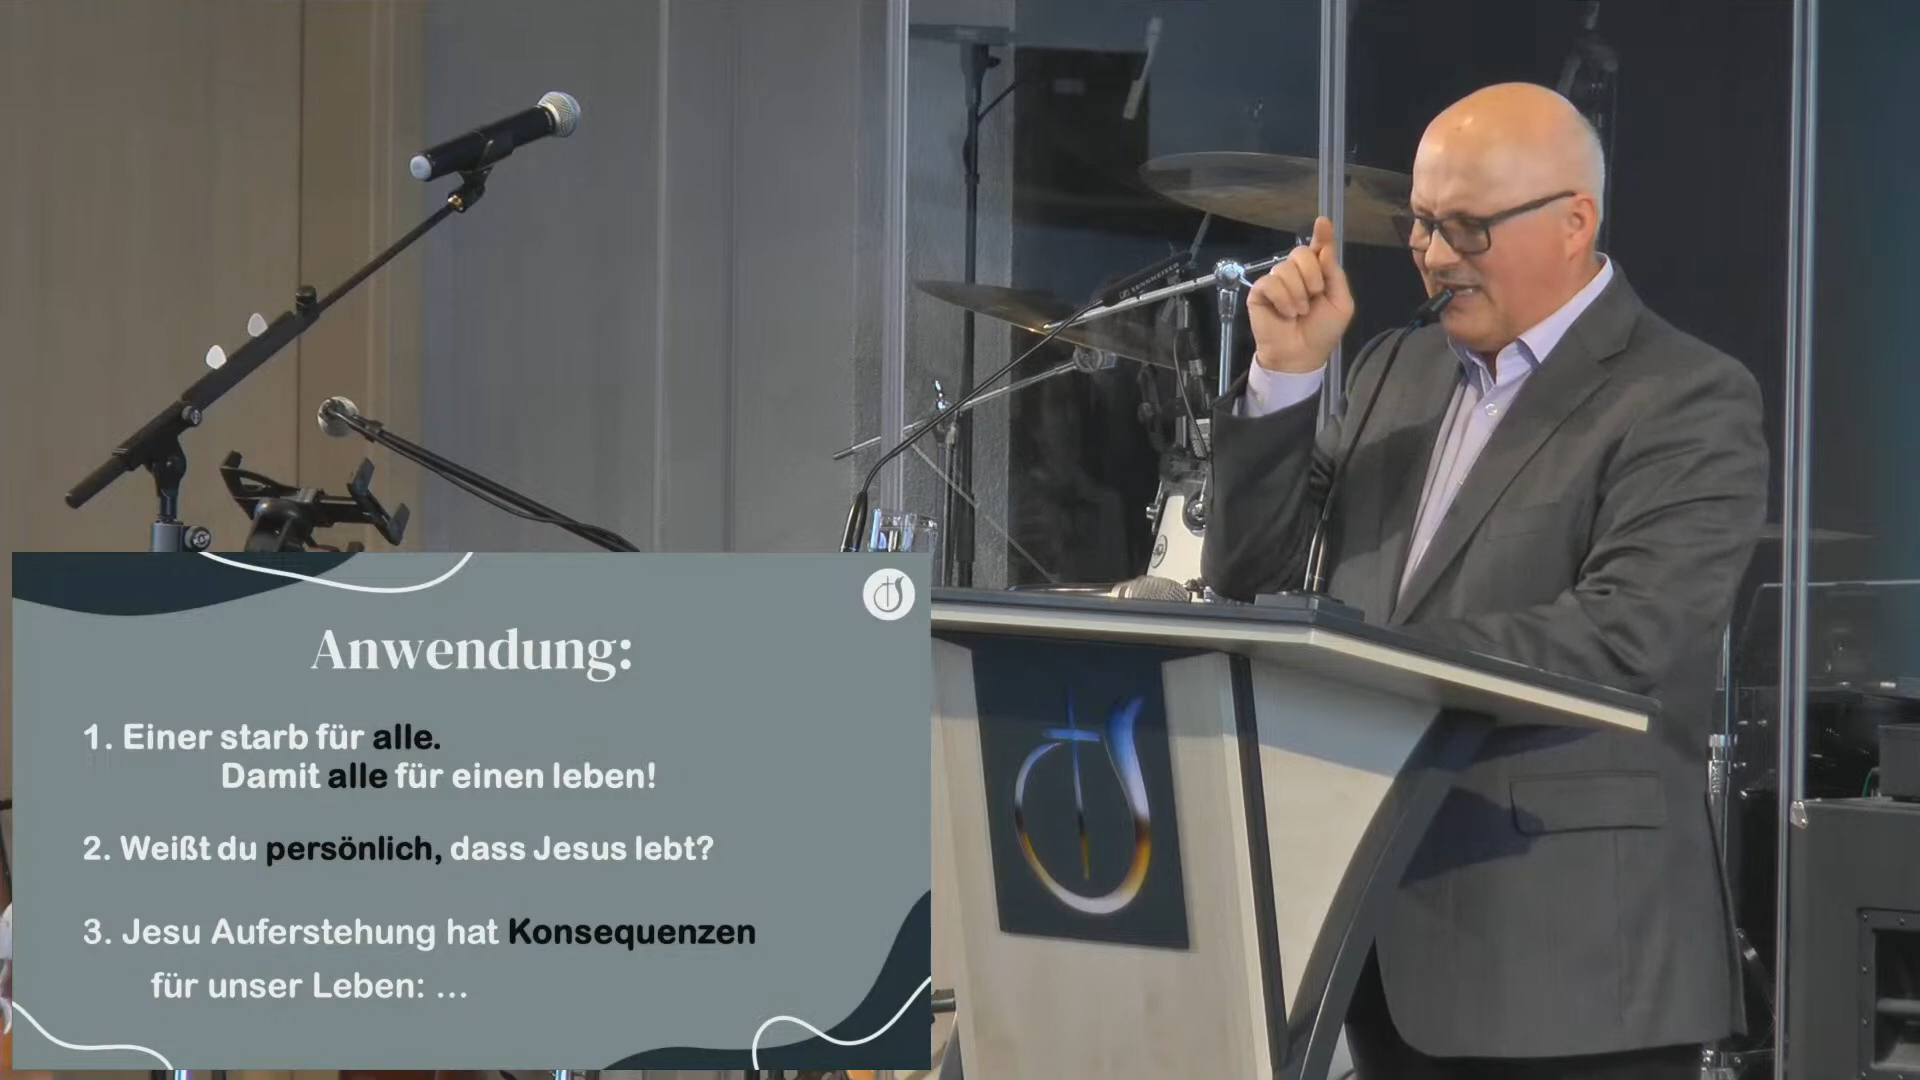 SENNHEISER
Anwendung:
1. Einer starb für alle.
Damit alle für einen leben!
2. Weißt du persönlich, dass Jesus lebt?
3. Jesu Auferstehung hat Konsequenzen
für unser Leben: ...